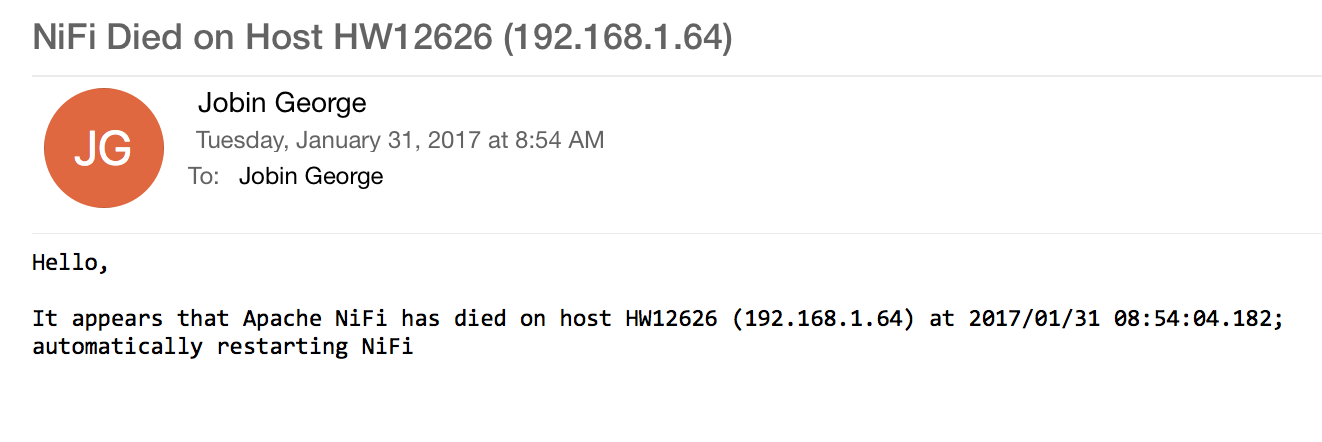 NiFi Died on Host HW12626 (192.168.1.64)
JG
Jobin George
Tuesday, January 31, 2017 at 8:54 AM
To: Jobin George
Hello,
It appears that Apache NiFi has died on host HW12626 (192.168.1.64) at 2017/01/31 08:54:04.182;
automatically restarting NiFi